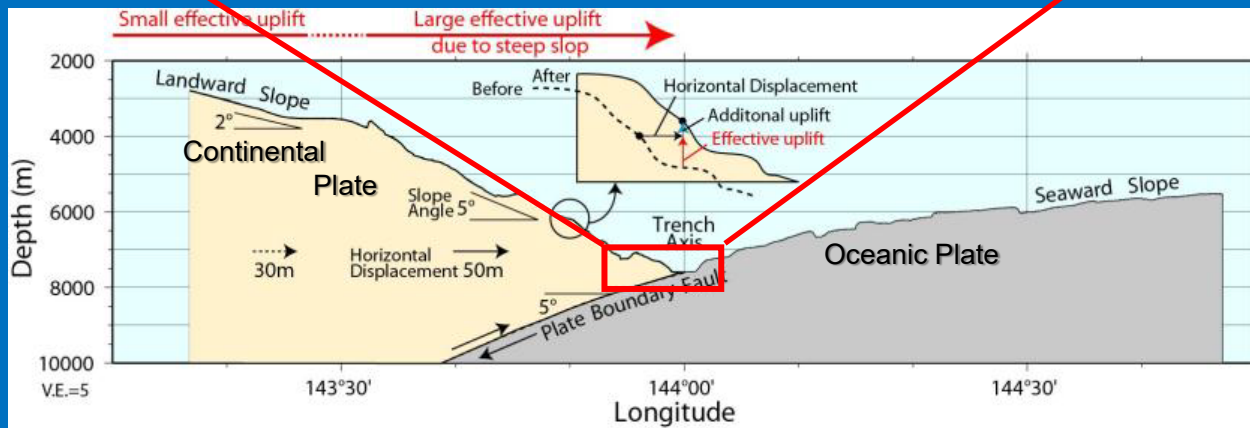 Small effective uplift
Large effective uplift
due to steep slop
2000
4000
6000
8000
10000
Depth (m)
V.E.=5
Landward Slope
2°
Continental
Plate
Slope
Angle 5°
30m
Horizontal
Displacement 50m
5°
Plate Boundary Fault
After
Before
Horizontal Displacement
Additonal uplift
Effective uplift
Trench
Axis
Seaward Slope
Oceanic Plate
143°30'
144°00'
144°30'
Longitude